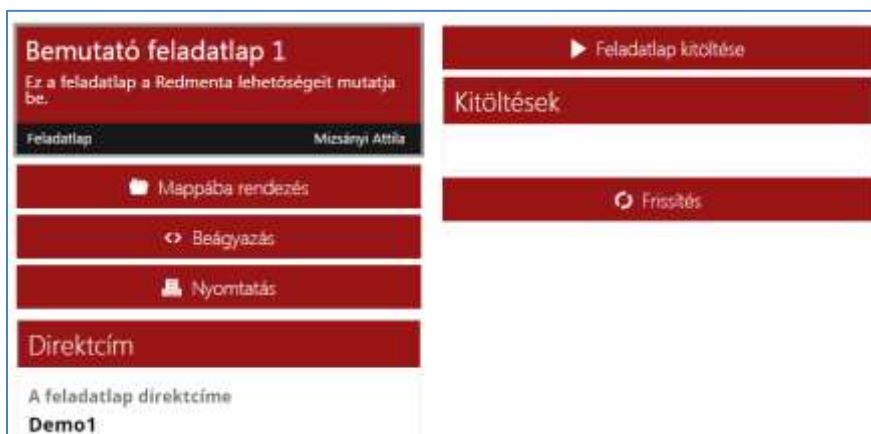 Bemutató feladatlap 1
Ez a feladatlap a Redmenta lehetőségeit mutatja
be.
Feladatlap Mizsányi Attila
Mappába rendezés
Beágyazás
Nyomtatás
Direktcím
A feladatlap direktcíme
Demo1
Feladatlap kitöltése
Kitöltések
Frissítés